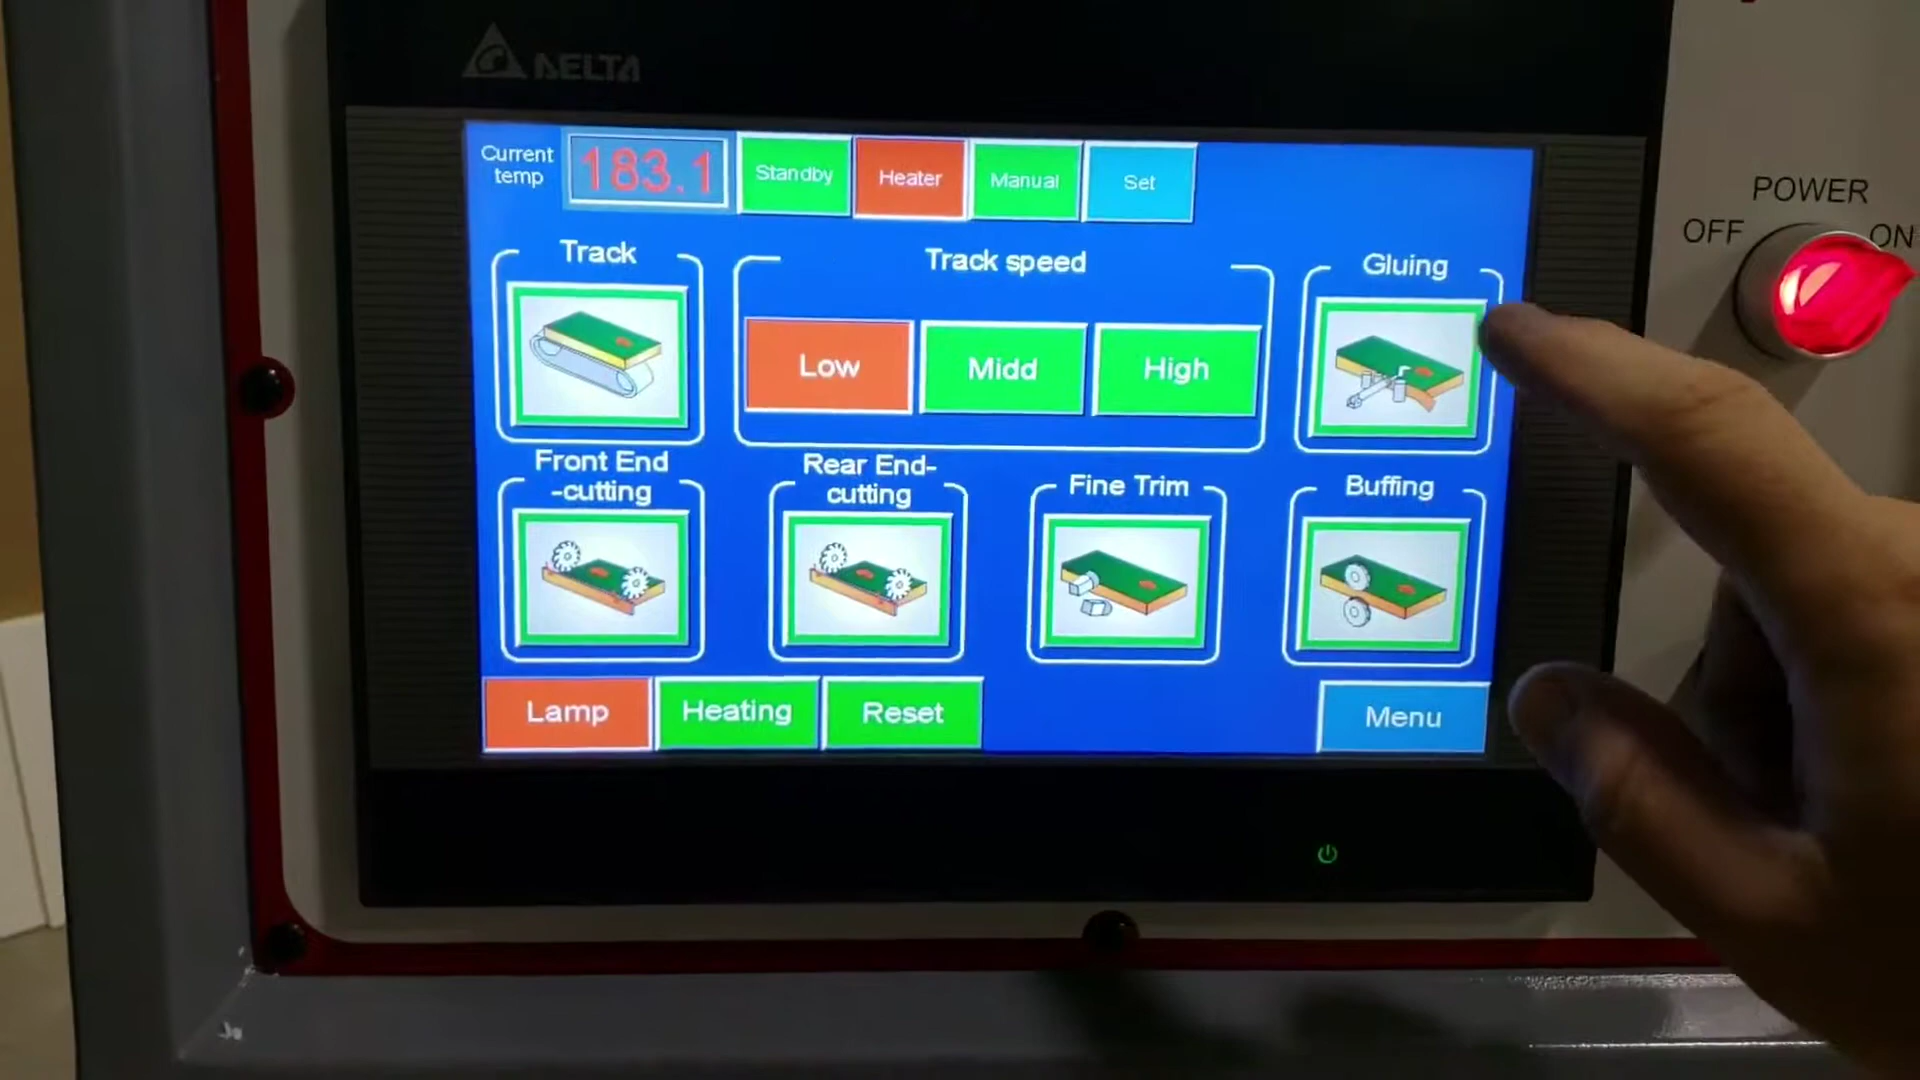 DELTA
Current
temp
183.1
Standby
Heater
Manual
Set
POWER
OFF
ON
Track
Track speed
Gluing
Low
Midd
High
Front End
-cutting
Rear End-
cutting
Fine Trim
Buffing
Lamp
Heating
Reset
Menu